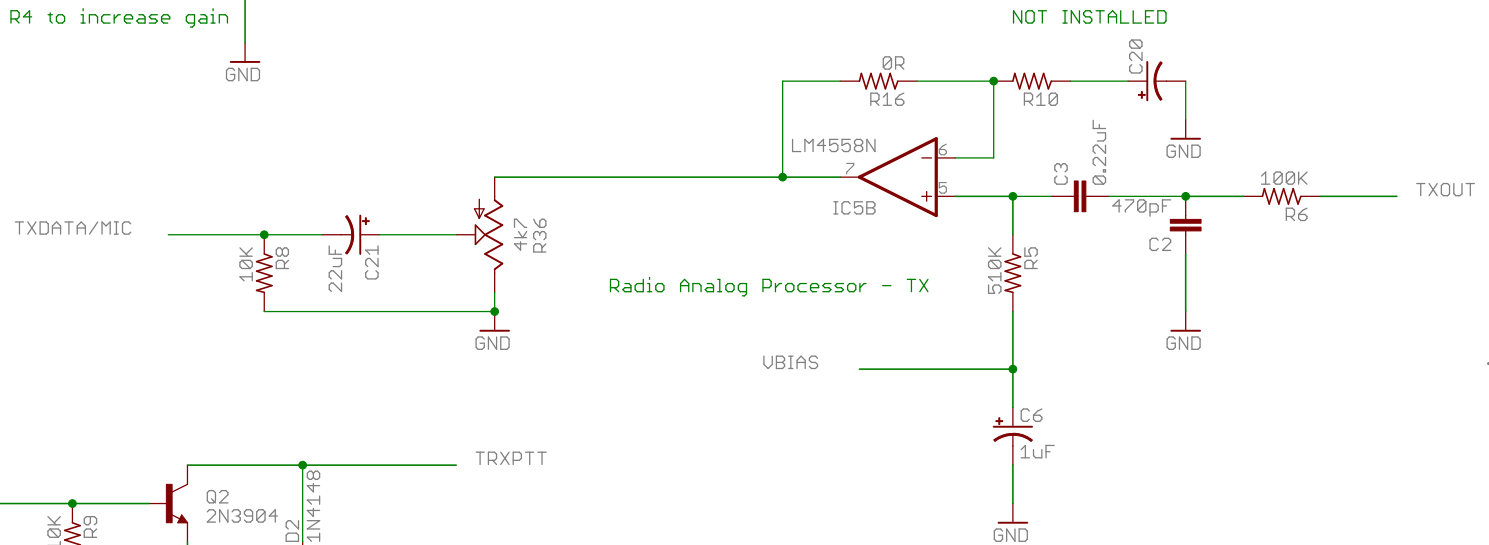 R4 to increase gain
NOT INSTALLED
GND
0R
R16
R10
C20
+
GND
LM4558N
7
6
−
5
+
IC5B
C3
0.22uF
470pF
C2
100K
R6
TXOUT
TXDATA/MIC
10K
R8
22uF
C21
+
4k7
R36
GND
510K
R5
GND
Radio Analog Processor - TX
VBIAS
+
C6
1uF
GND
TRXPTT
Q2
2N3904
D2
1N4148
R9